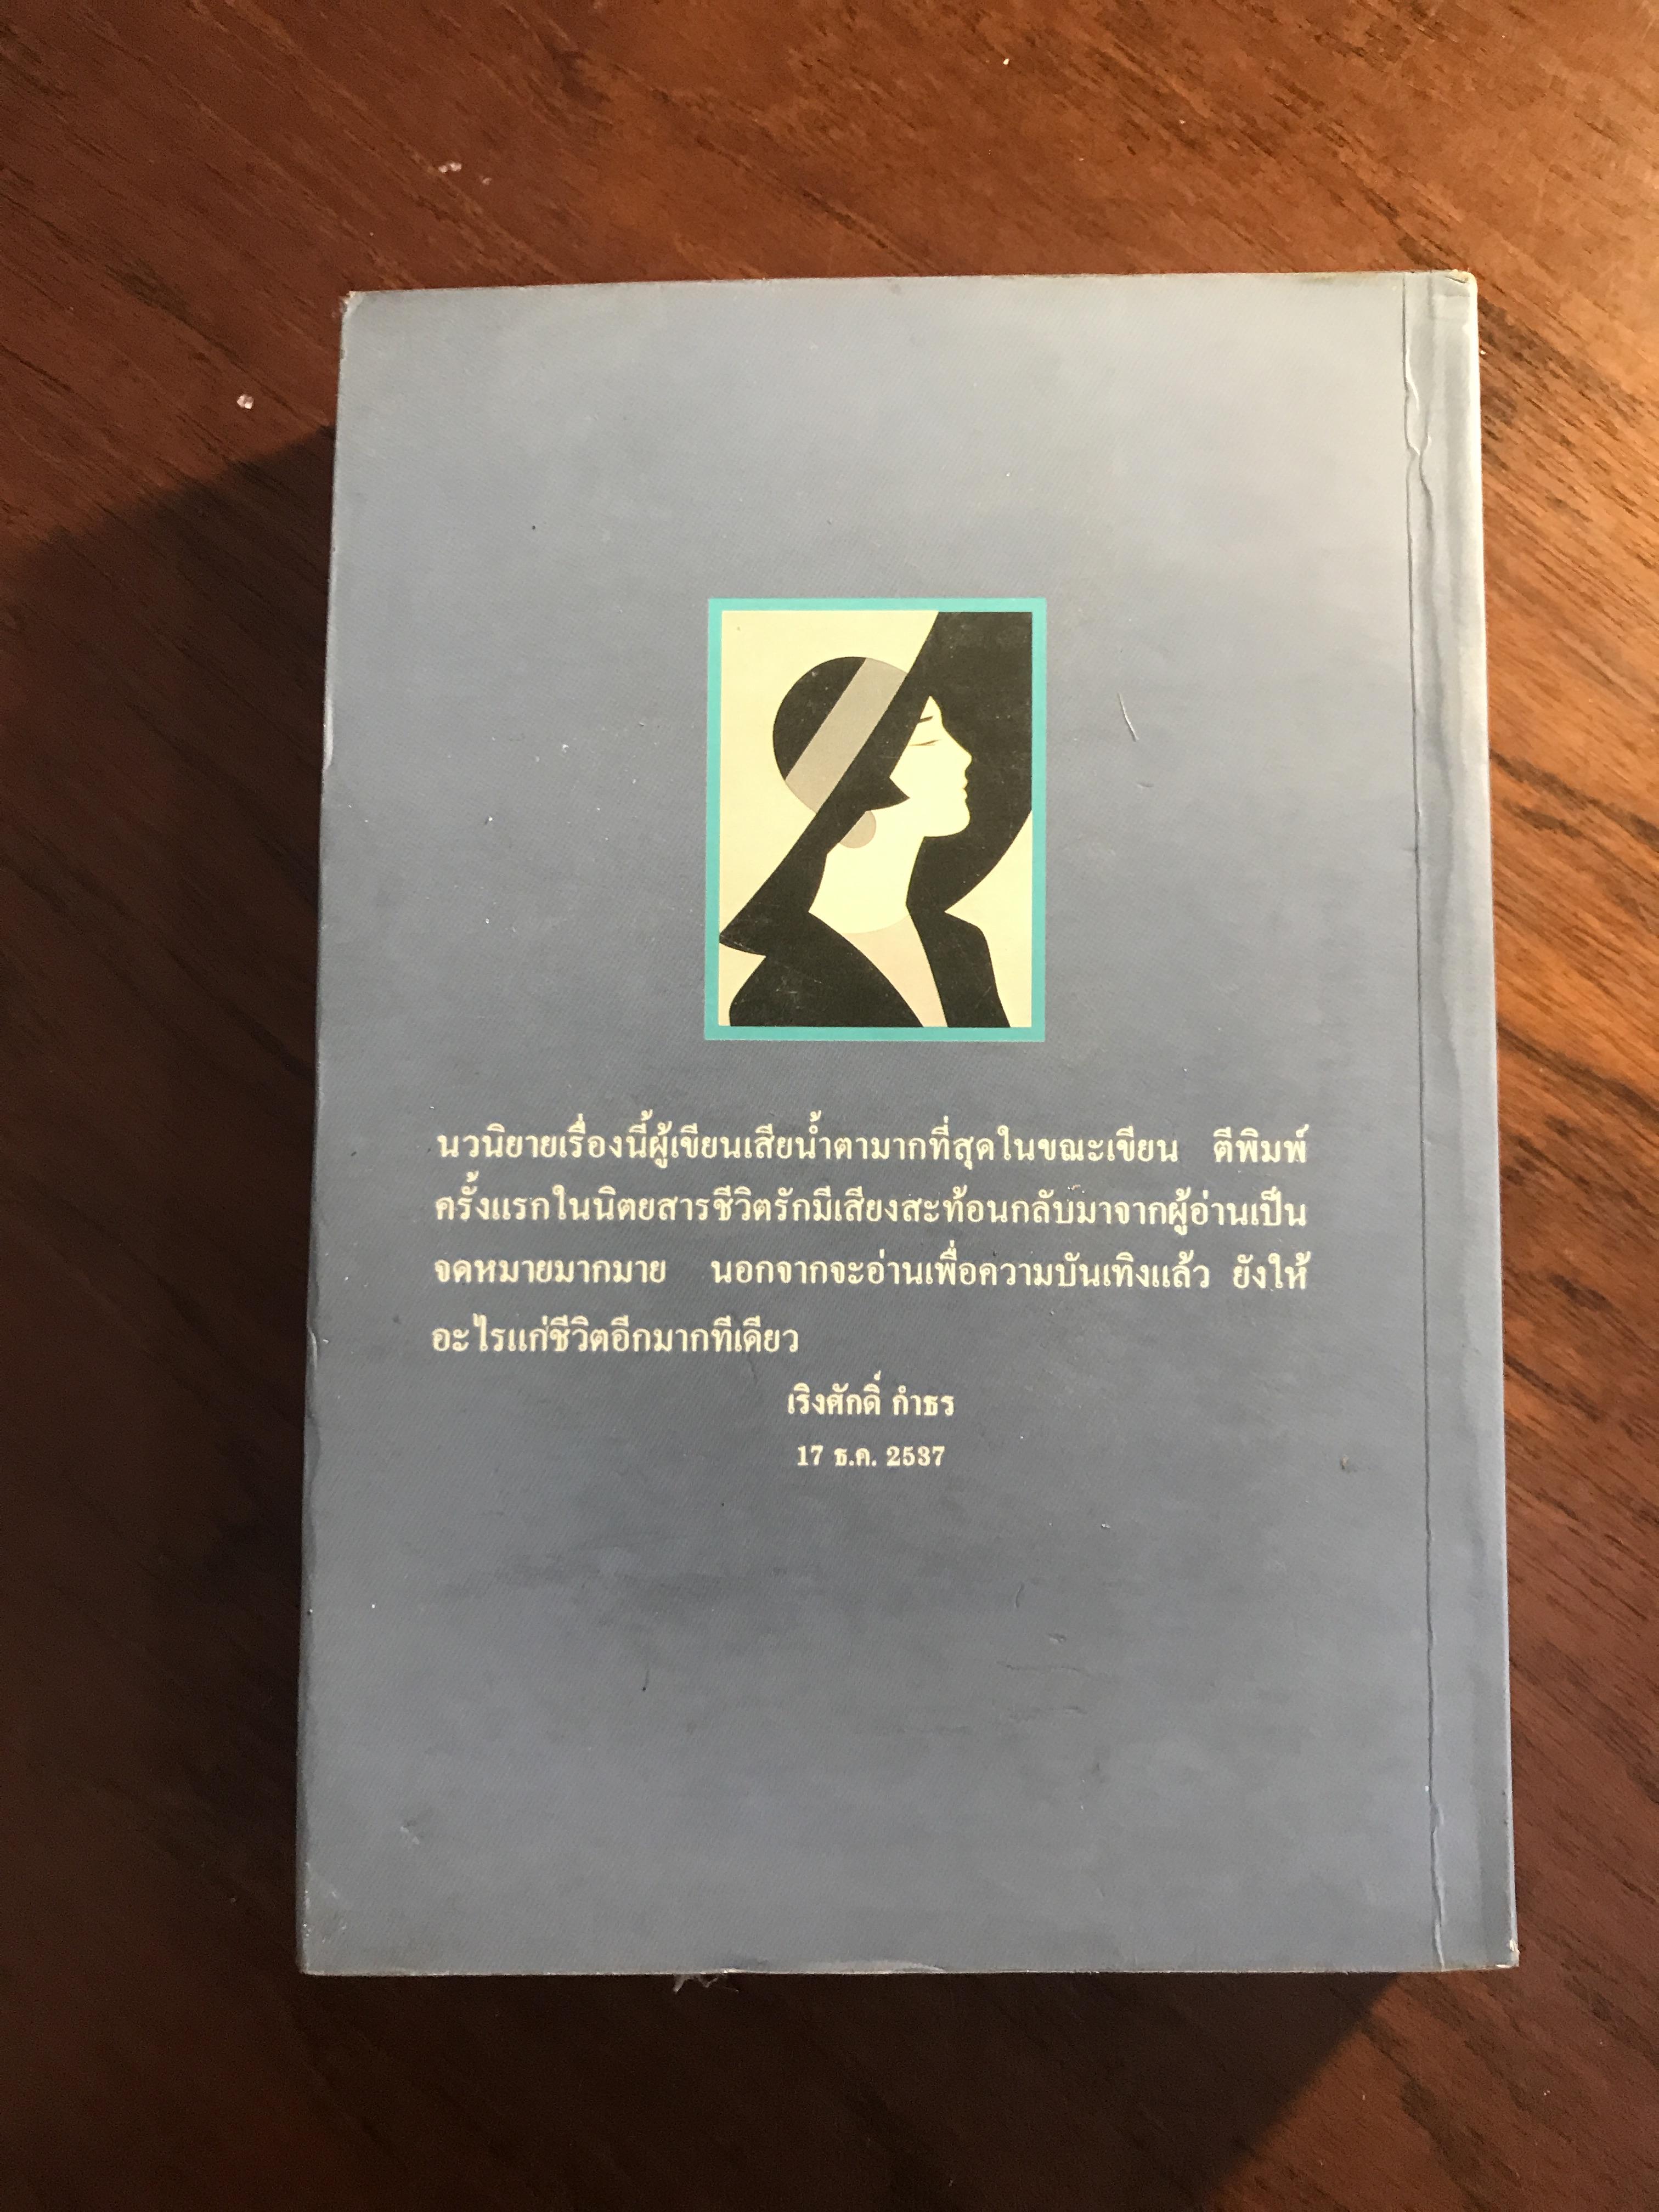 นวนิยายเรื่องนี้ผู้เขียนเสียน้ำตามากที่สุดในขณะเขียน ตีพิมพ์
ครั้งแรกในนิตยสารชีวิตรักมีเสียงสะท้อนกลับมาจากผู้อ่านเป็น
จดหมายมากมาย นอกจากจะอ่านเพื่อความบันเทิงแล้ว ยังให้
อะไรแก่ชีวิตอีกมากทีเดียว
เริงศักดิ์ กำธร
17 ธ.ค. 2537